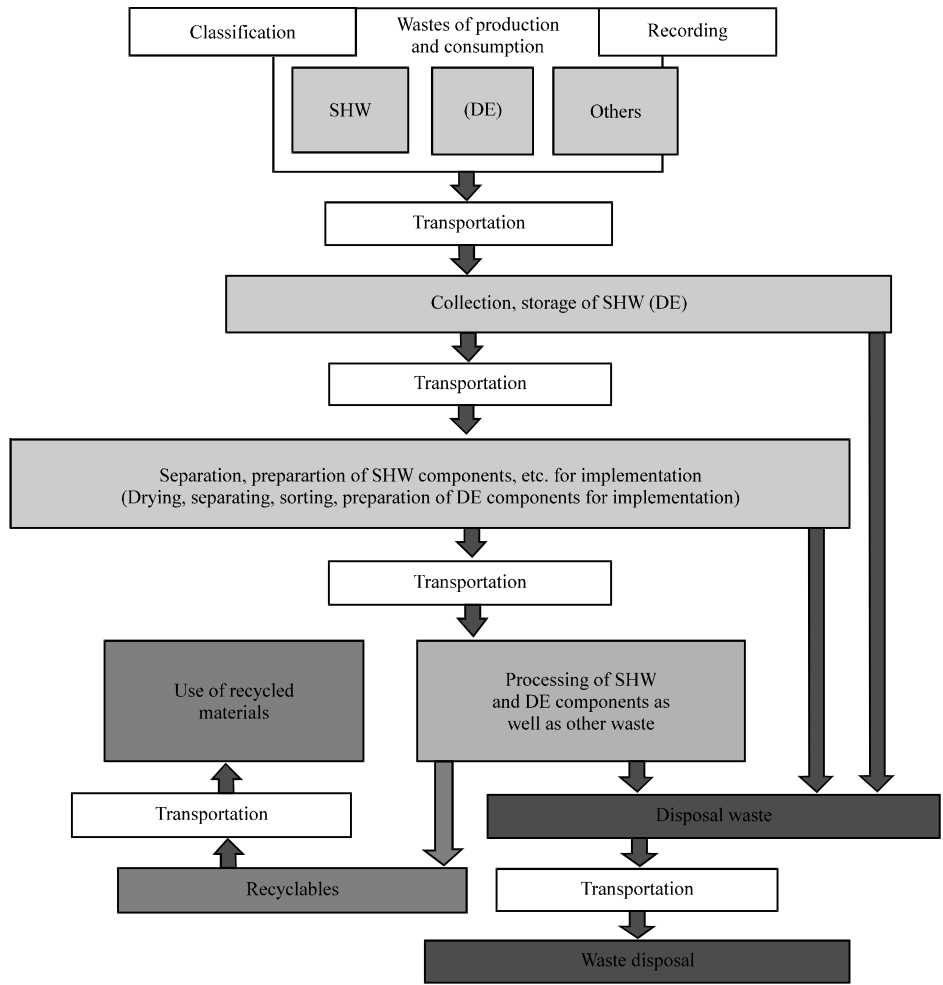 Classification
Wastes of production
and consumption
Recording
SHW
(DE)
Others
Transportation
Collection, storage of SHW (DE)
Transportation
Separation, preparartion of SHW components, etc. for implementation
(Drying, separating, sorting, preparation of DE components for implementation)
Transportation
Use of recycled
materials
Processing of SHW
and DE components as
well as other waste
Transportation
Disposal waste
Recyclables
Transportation
Waste disposal